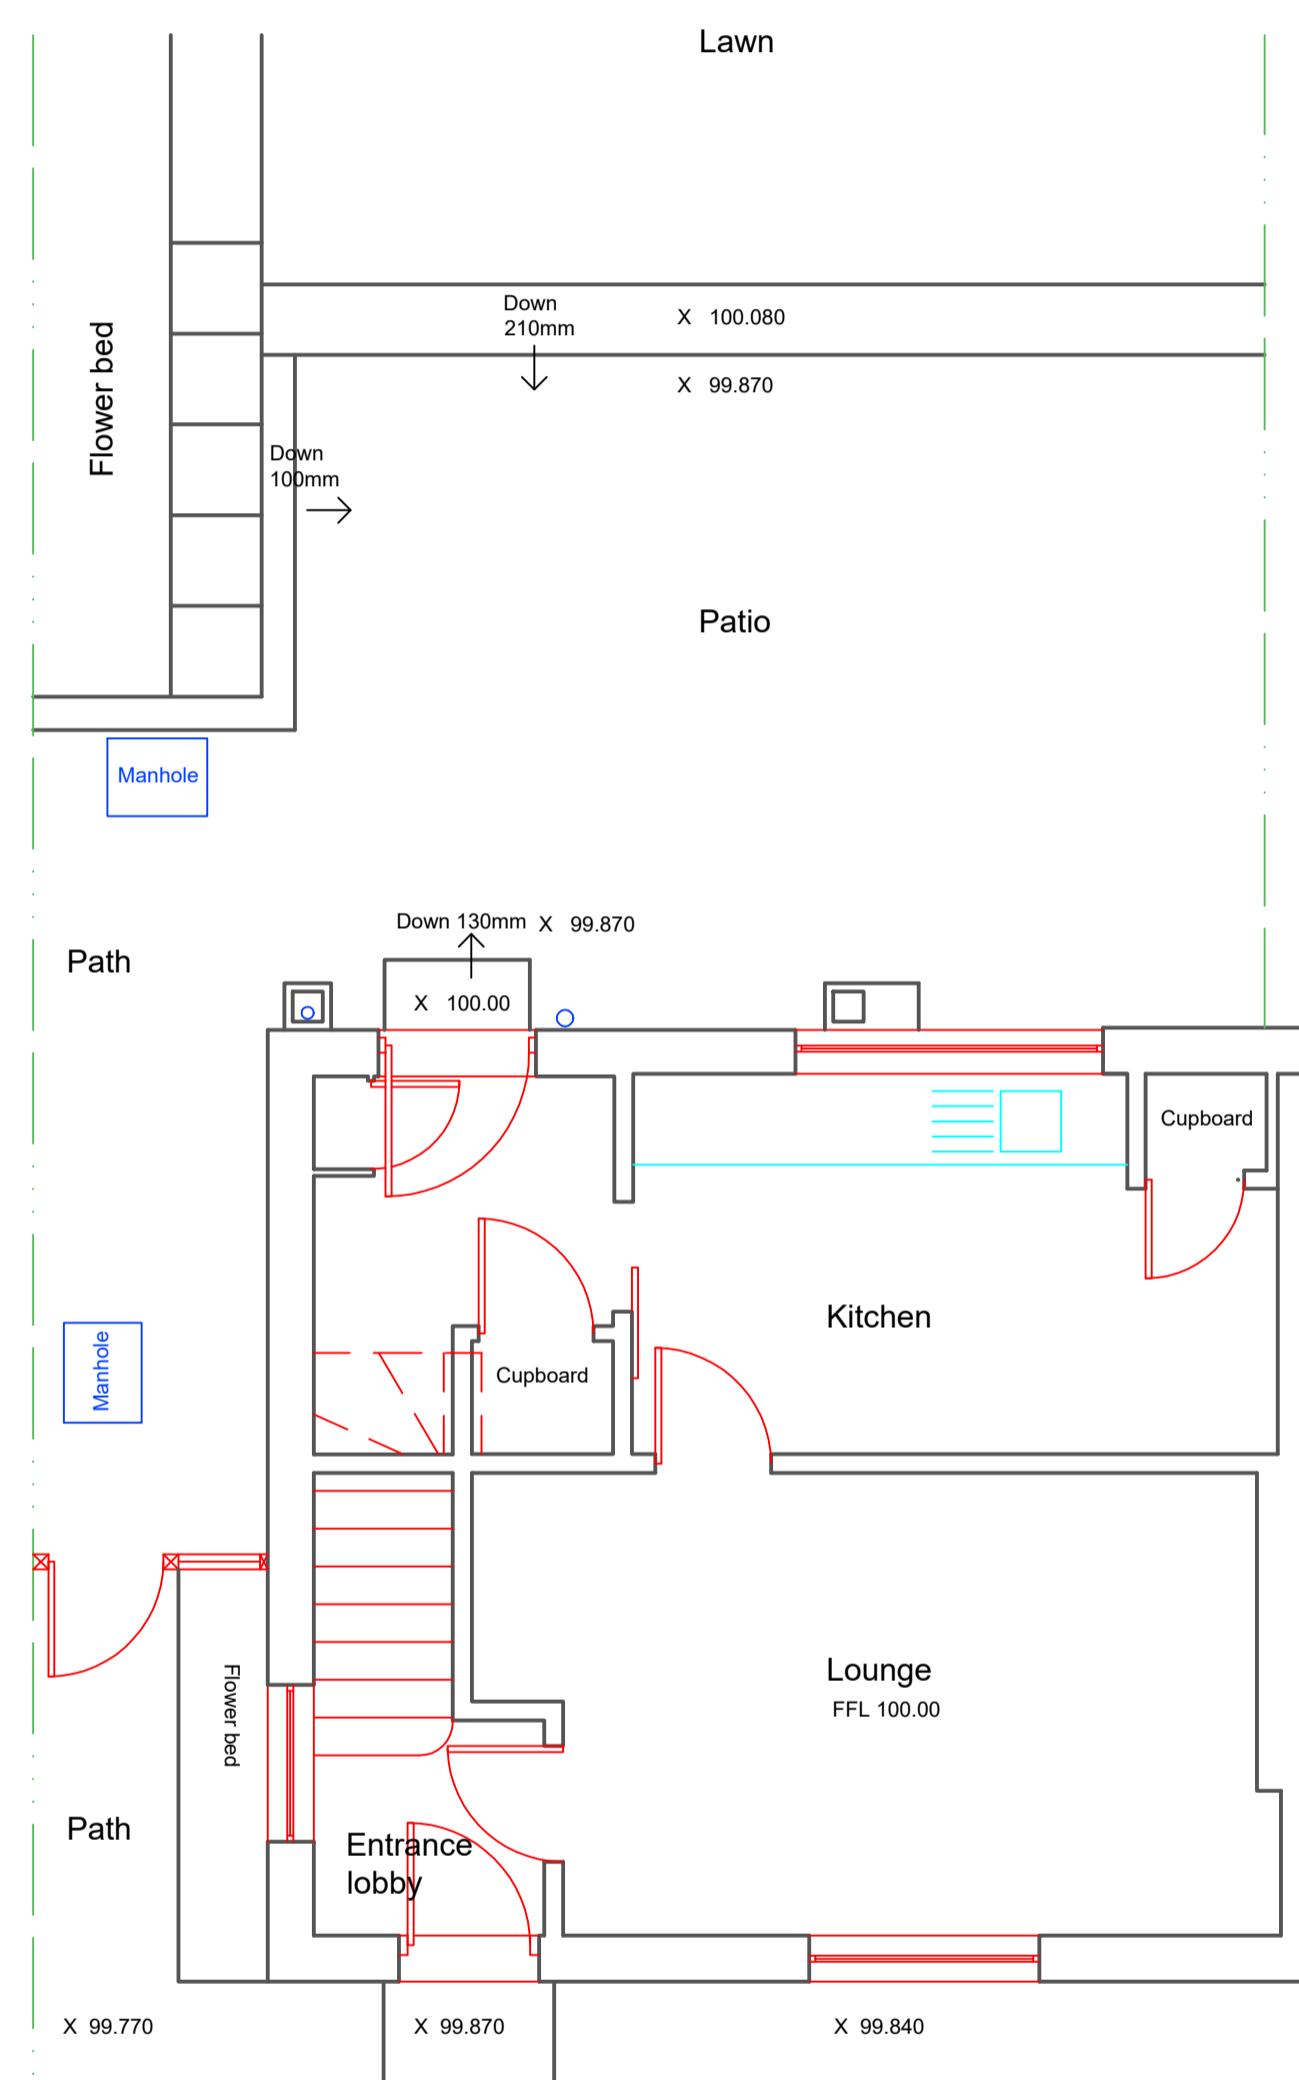 Lawn
Down
210mm
X 100.080
X 99.870
Flower bed
Down
100mm
Patio
Manhole
Down 130mm
X 99.870
Path
X 100.00
Cupboard
Kitchen
Manhole
Cupboard
Flower bed
Lounge
FFL 100.00
Path
Entrance
lobby
X 99.770
X 99.870
X 99.840